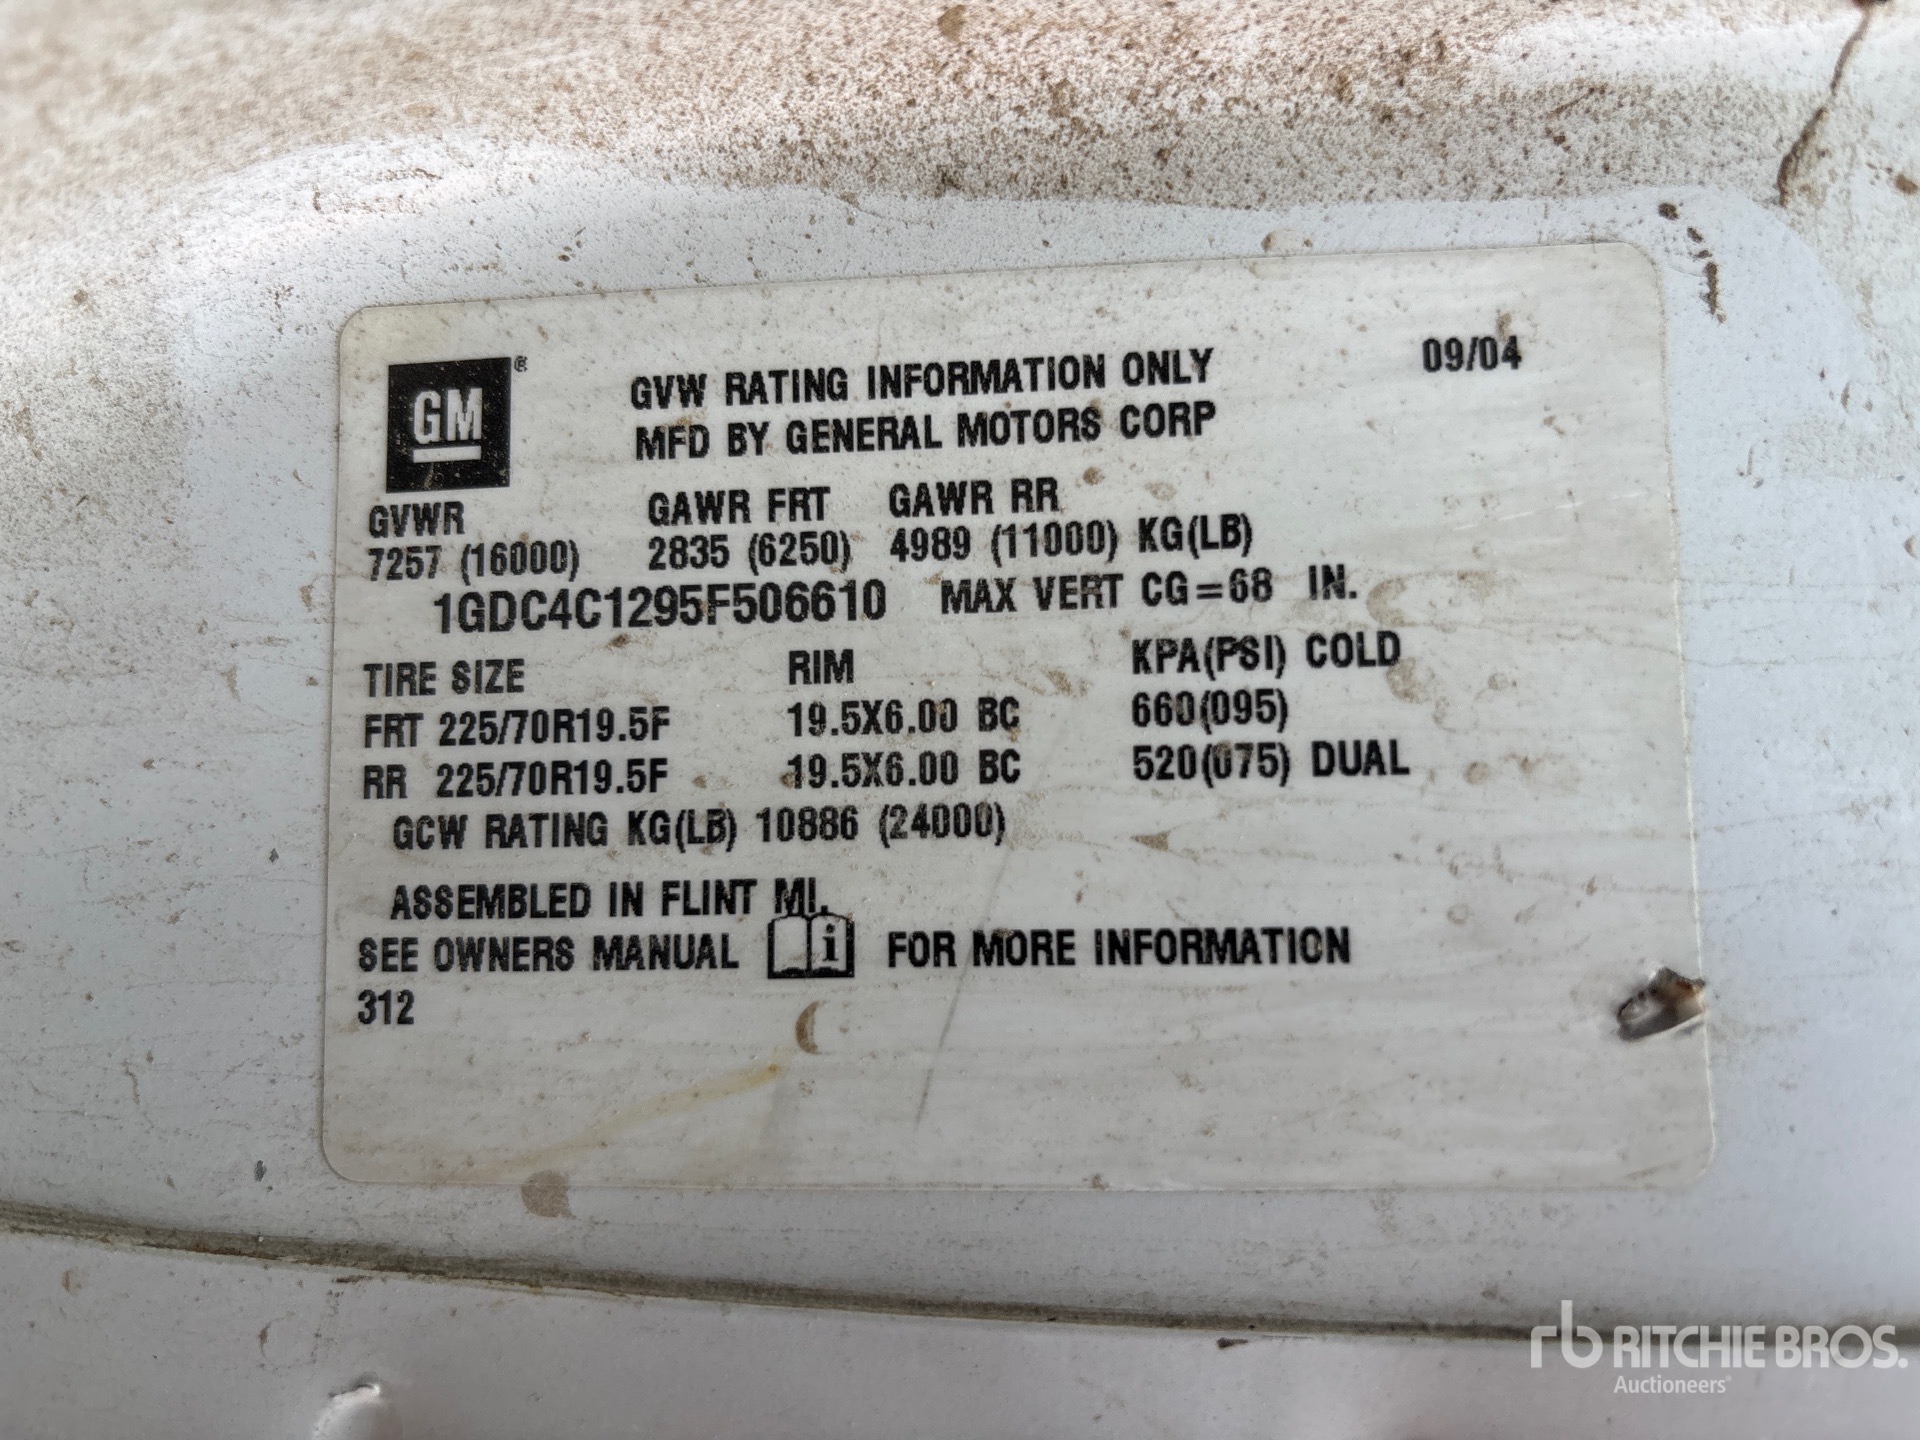 GM®
GVW RATING INFORMATION ONLY 09/04
MFD BY GENERAL MOTORS CORP
GVWR GAWR FRT GAWR RR
7257 (16000) 2835 (6250) 4989 (11000) KG(LB)
1GDC4C1295F506610 MAX VERT CG=68 IN.
TIRE SIZE RIM KPA(PSI) COLD
FRT 225/70R19.5F 19.5X6.00 BC 660(095)
RR 225/70R19.5F 19.5X6.00 BC 520(075) DUAL
GCW RATING KG(LB) 10886 (24000)
ASSEMBLED IN FLINT MI.
SEE OWNERS MANUAL i FOR MORE INFORMATION
312
rb RITCHIE BROS.
Auctioneers